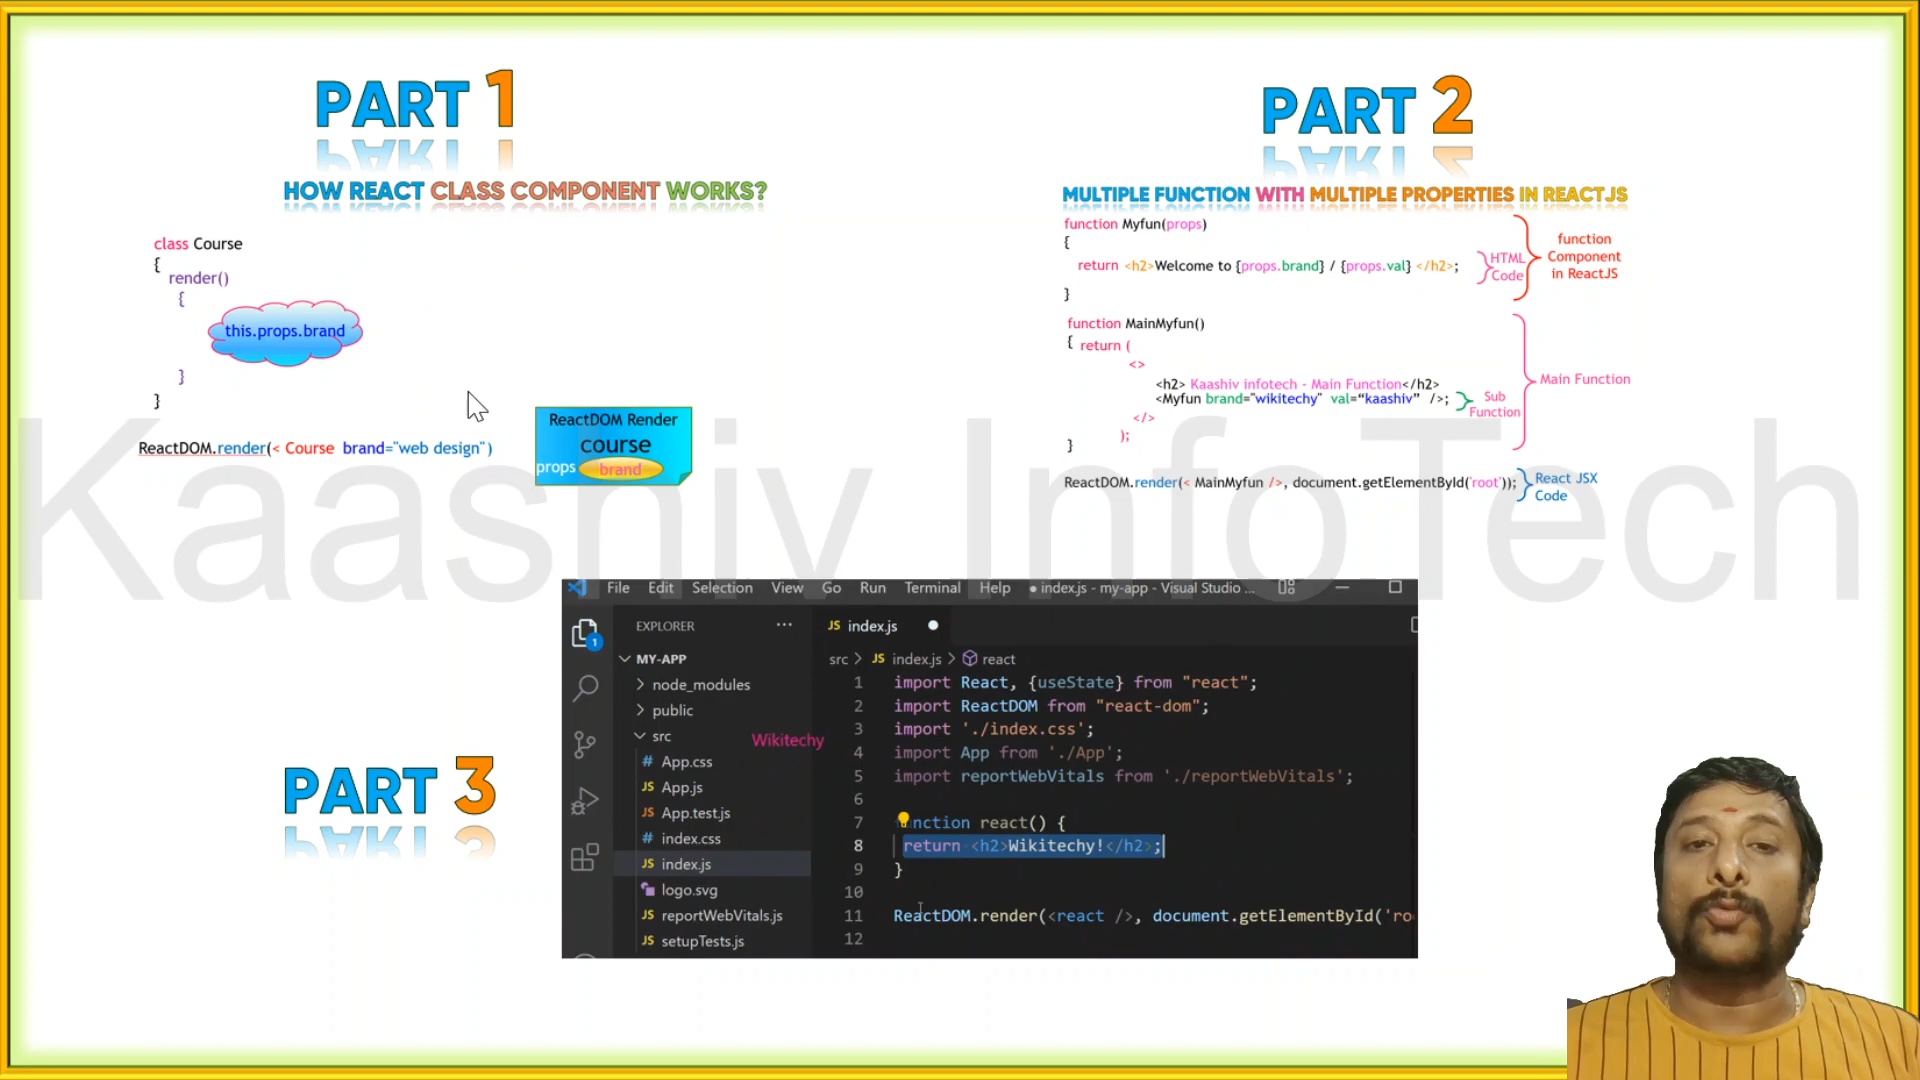 PART 1
HOW REACT CLASS COMPONENT WORKS?
class Course
{
render()
{
this.props.brand
}
}
ReactDOM.render(< Course brand="web design")
ReactDOM Render
course
props brand
PART 2
MULTIPLE FUNCTION WITH MULTIPLE PROPERTIES IN REACTJS
function Myfun(props)
{
return <h2>Welcome to {props.brand} / {props.val} </h2>;
}
HTML
Code
function
Component
in ReactJS
function MainMyfun()
{ return (
<>
<h2> Kaashiv infotech - Main Function</h2>
<Myfun brand="wikitechy" val=“kaashiv” />;
</>
);
}
Sub
Function
Main Function
ReactDOM.render(< MainMyfun />, document.getElementById('root'));
React JSX
Code
Kaashiv InfoTech
PART 3
File Edit Selection View Go Run Terminal Help ● index.js - my-app - Visual Studio ...
1
EXPLORER ...
MY-APP
node_modules
public
src
# App.css
JS App.js
JS App.test.js
# index.css
JS index.js
logo.svg
JS reportWebVitals.js
JS setupTests.js
Wikitechy
JS index.js
src > JS index.js > react
1 import React, {useState} from "react";
2 import ReactDOM from "react-dom";
3 import './index.css';
4 import App from './App';
5 import reportWebVitals from './reportWebVitals';
6
7 nction react() {
8 return <h2>Wikitechy!</h2>;
9 }
10
11 ReactDOM.render(<react />, document.getElementById('ro
12